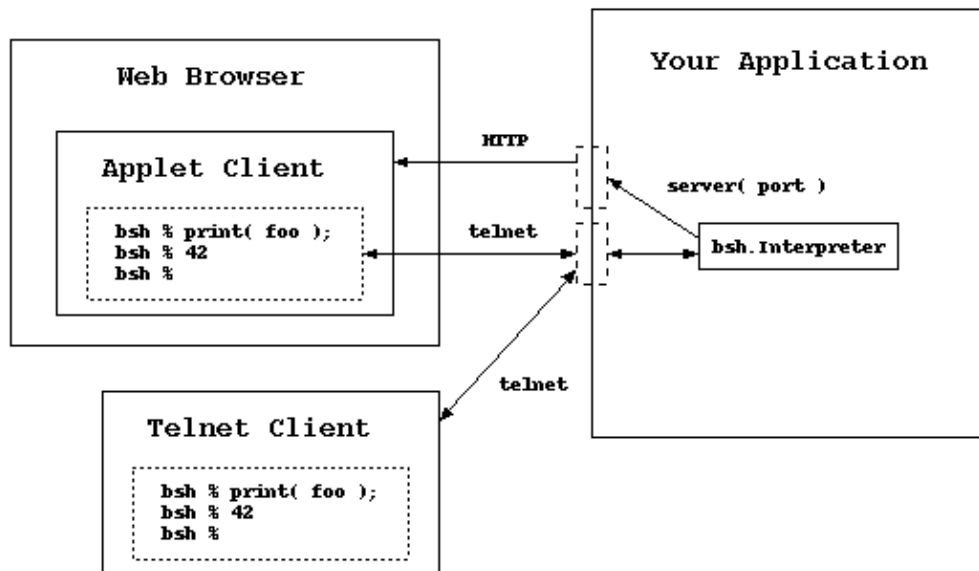 Web Browser
Applet Client
bsh % print( foo );
bsh % 42
bsh %
HTTP
telnet
Your Application
server( port )
bsh.Interpreter
telnet
Telnet Client
bsh % print( foo );
bsh % 42
bsh %